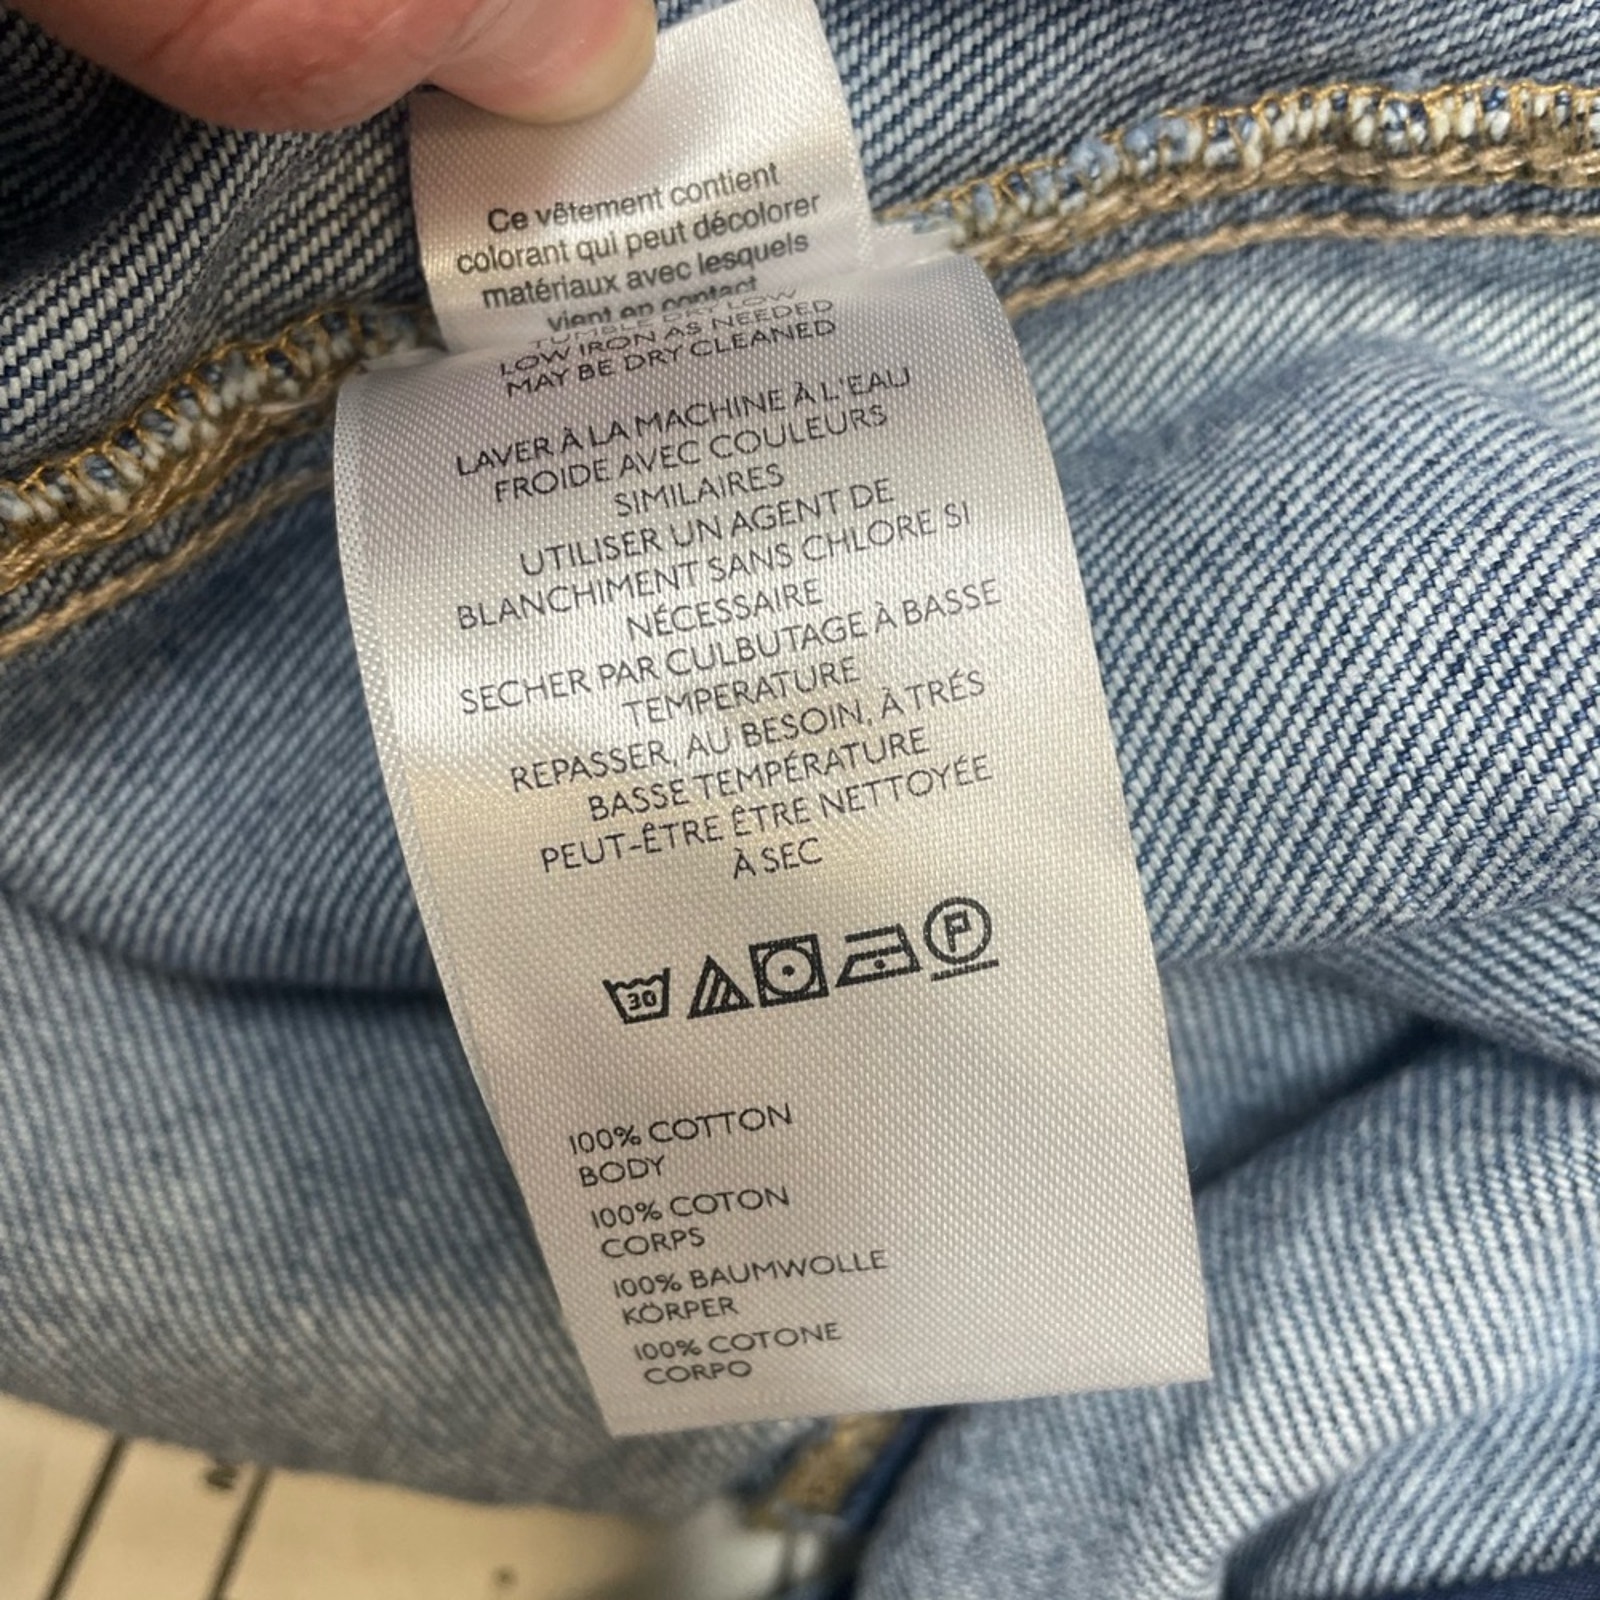 Ce vêtement contient
colorant qui peut décolorer
matériaux avec lesquels
vient en contact
TUMBLE DRY LOW
LOW IRON AS NEEDED
MAY BE DRY CLEANED
LAVER À LA MACHINE À L'EAU
FROIDE AVEC COULEURS
SIMILAIRES
UTILISER UN AGENT DE
BLANCHIMENT SANS CHLORE SI
NÉCESSAIRE
SECHER PAR CULBUTAGE À BASSE
TEMPERATURE
REPASSER, AU BESOIN, À TRÉS
BASSE TEMPÉRATURE
PEUT-ÊTRE ÊTRE NETTOYÉE
À SEC
30 P
100% COTTON
BODY
100% COTON
CORPS
100% BAUMWOLLE
KÖRPER
100% COTONE
CORPO